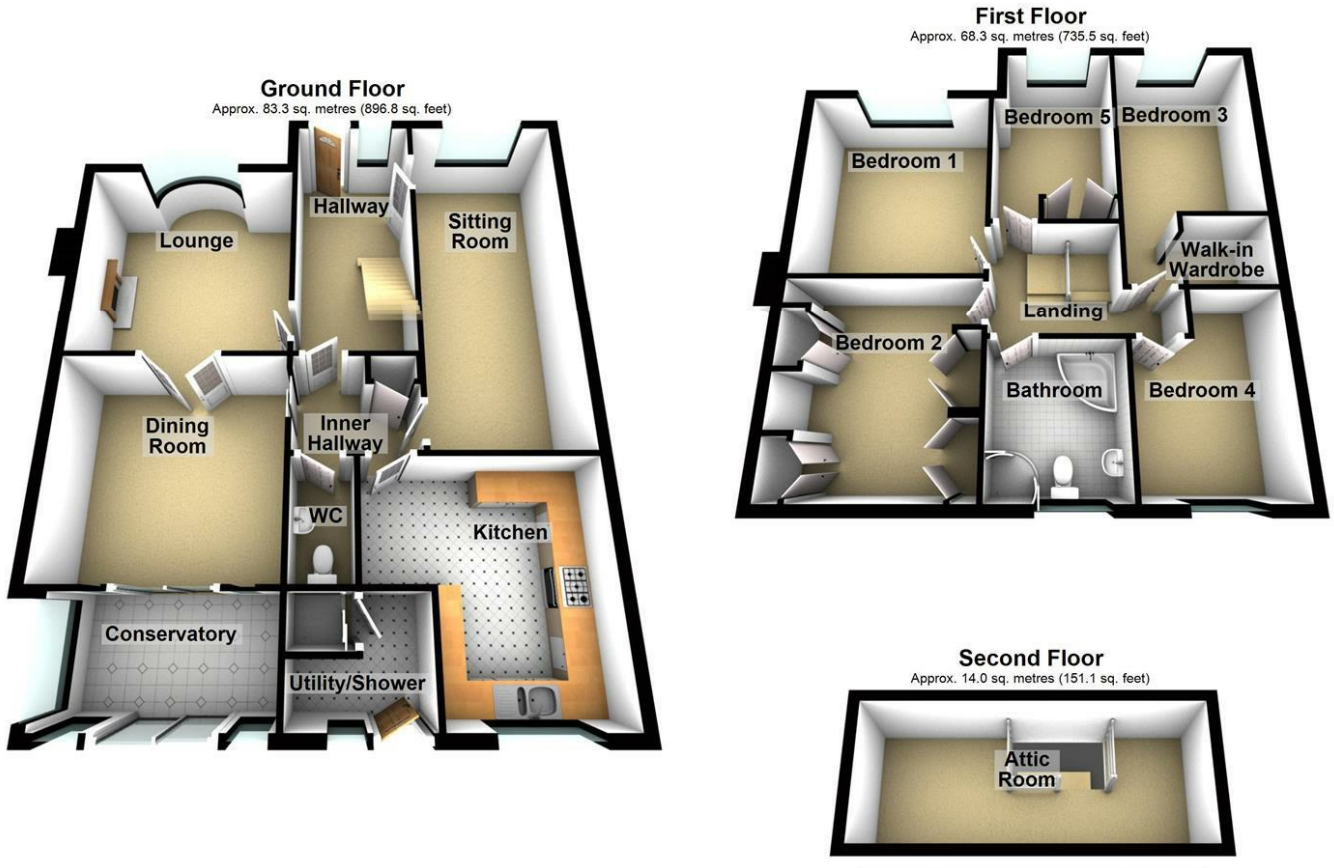 Ground Floor
Approx. 83.3 sq. metres (896.8 sq. feet)
Hallway
Sitting
Room
Lounge
Dining
Room
Inner
Hallway
WC
Kitchen
Conservatory
Utility/Shower
First Floor
Approx. 68.3 sq. metres (735.5 sq. feet)
Bedroom 5
Bedroom 3
Bedroom 1
Walk-in
Wardrobe
Landing
Bedroom 2
Bathroom
Bedroom 4
Second Floor
Approx. 14.0 sq. metres (151.1 sq. feet)
Attic
Room